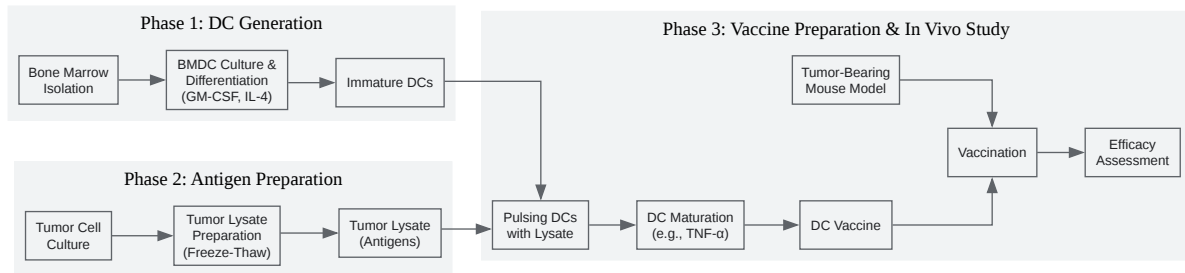 Phase 1: DC Generation
Bone Marrow
Isolation
BMDC Culture &
Differentiation
(GM-CSF, IL-4)
Immature DCs
Phase 2: Antigen Preparation
Tumor Cell
Culture
Tumor Lysate
Preparation
(Freeze-Thaw)
Tumor Lysate
(Antigens)
Phase 3: Vaccine Preparation & In Vivo Study
Tumor-Bearing
Mouse Model
Vaccination
Efficacy
Assessment
Pulsing DCs
with Lysate
DC Maturation
(e.g., TNF-α)
DC Vaccine